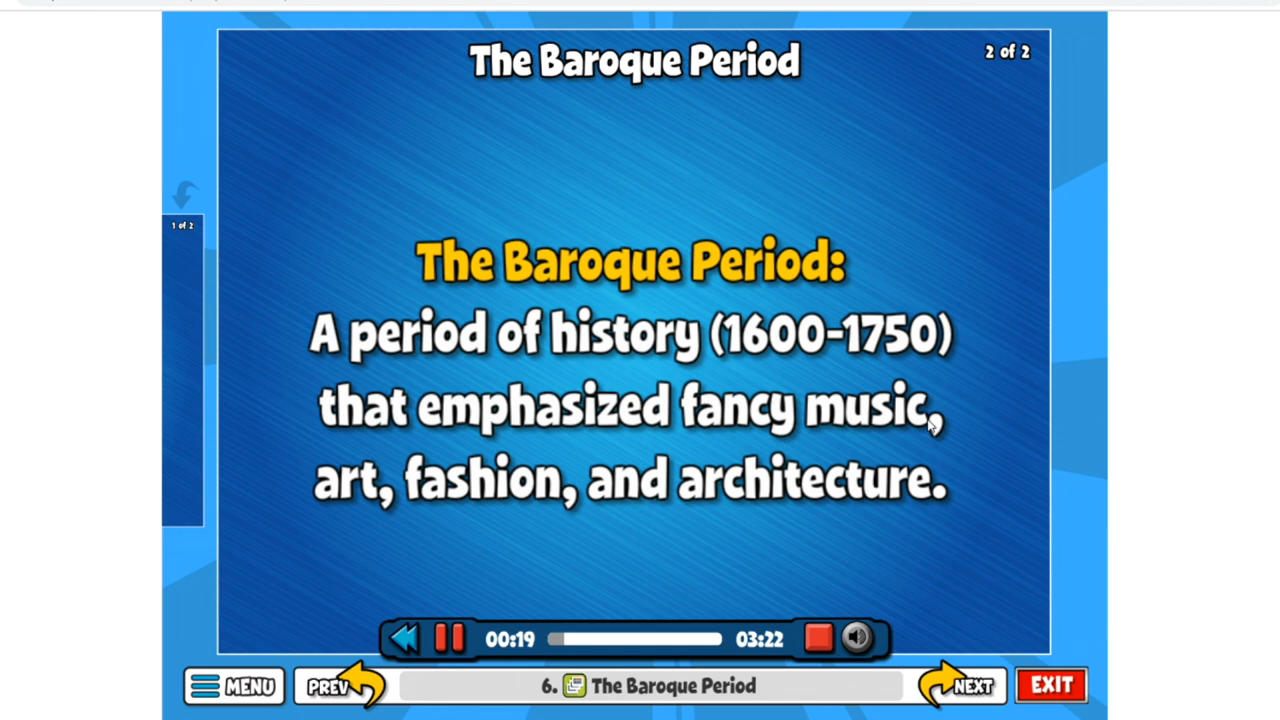 The Baroque Period
2 of 2
1 of 2
The Baroque Period:
A period of history (1600-1750)
that emphasized fancy music,
art, fashion, and architecture.
00:19
03:22
MENU
PREV
6. The Baroque Period
NEXT
EXIT